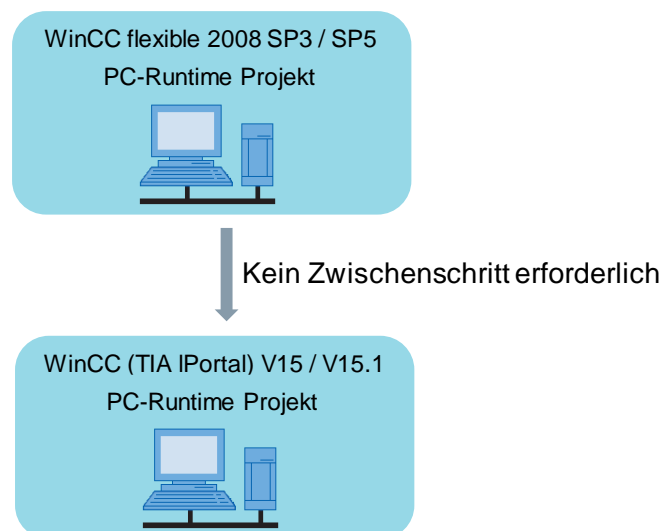 WinCC flexible 2008 SP3 / SP5
PC-Runtime Projekt
Kein Zwischenschritt erforderlich
WinCC (TIA lPortal) V15 / V15.1
PC-Runtime Projekt